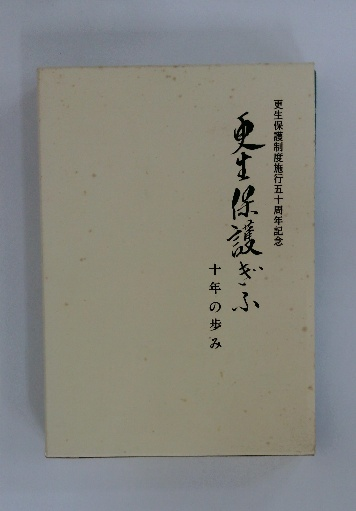 更生保護制度施行五十周年記念
更生保護ぎふ
十年の歩み